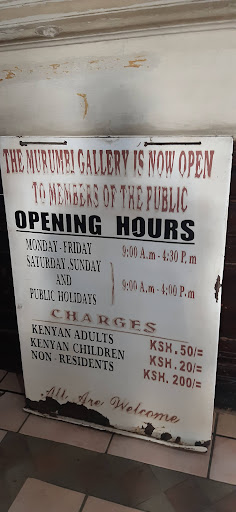 THE MURUMBI GALLERY IS NOW OPEN
TO MEMBERS OF THE PUBLIC
OPENING HOURS
MONDAY - FRIDAY 9:00 A.m - 4:30 P.m
SATURDAY, SUNDAY
AND 9:00 A.m - 4:00 P.m
PUBLIC HOLIDAYS
CHARGES
KENYAN ADULTS KSH. 50/=
KENYAN CHILDREN KSH. 20/=
NON - RESIDENTS KSH. 200/=
All Are Welcome